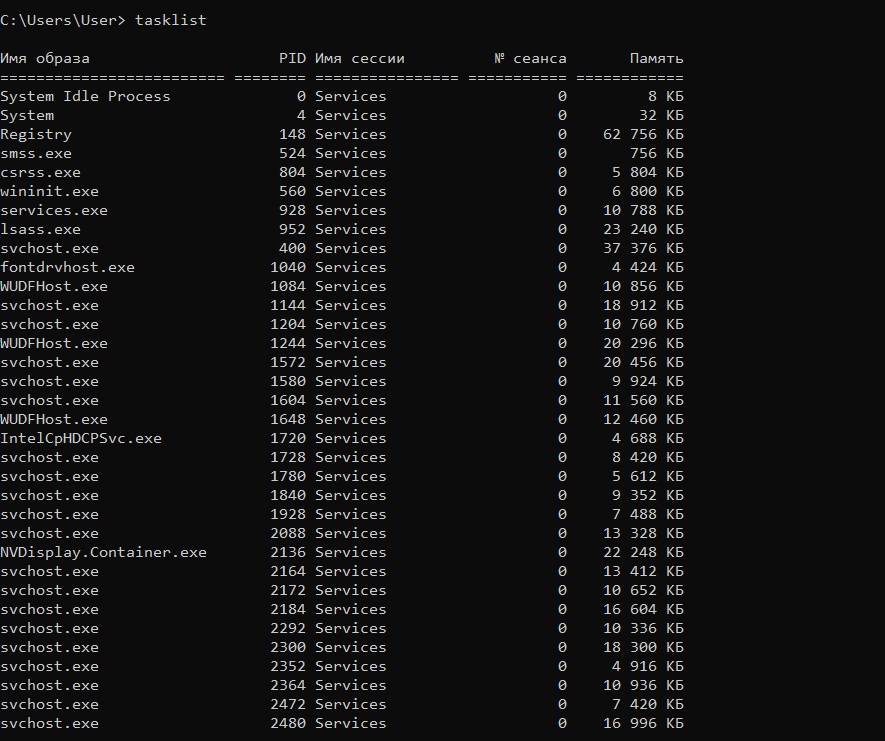 C:\Users\User> tasklist
Имя образа PID Имя сессии № сеанса Память
========================= ======== ================ =========== ============
System Idle Process 0 Services 0 8 КБ
System 4 Services 0 32 КБ
Registry 148 Services 0 62 756 КБ
smss.exe 524 Services 0 756 КБ
csrss.exe 804 Services 0 5 804 КБ
wininit.exe 560 Services 0 6 800 КБ
services.exe 928 Services 0 10 788 КБ
lsass.exe 952 Services 0 23 240 КБ
svchost.exe 400 Services 0 37 376 КБ
fontdrvhost.exe 1040 Services 0 4 424 КБ
WUDFHost.exe 1084 Services 0 10 856 КБ
svchost.exe 1144 Services 0 18 912 КБ
svchost.exe 1204 Services 0 10 760 КБ
WUDFHost.exe 1244 Services 0 20 296 КБ
svchost.exe 1572 Services 0 20 456 КБ
svchost.exe 1580 Services 0 9 924 КБ
svchost.exe 1604 Services 0 11 560 КБ
WUDFHost.exe 1648 Services 0 12 460 КБ
IntelCpHDCPSvc.exe 1720 Services 0 4 688 КБ
svchost.exe 1728 Services 0 8 420 КБ
svchost.exe 1780 Services 0 5 612 КБ
svchost.exe 1840 Services 0 9 352 КБ
svchost.exe 1928 Services 0 7 488 КБ
svchost.exe 2088 Services 0 13 328 КБ
NVDisplay.Container.exe 2136 Services 0 22 248 КБ
svchost.exe 2164 Services 0 13 412 КБ
svchost.exe 2172 Services 0 10 652 КБ
svchost.exe 2184 Services 0 16 604 КБ
svchost.exe 2292 Services 0 10 336 КБ
svchost.exe 2300 Services 0 18 300 КБ
svchost.exe 2352 Services 0 4 916 КБ
svchost.exe 2364 Services 0 10 936 КБ
svchost.exe 2472 Services 0 7 420 КБ
svchost.exe 2480 Services 0 16 996 КБ